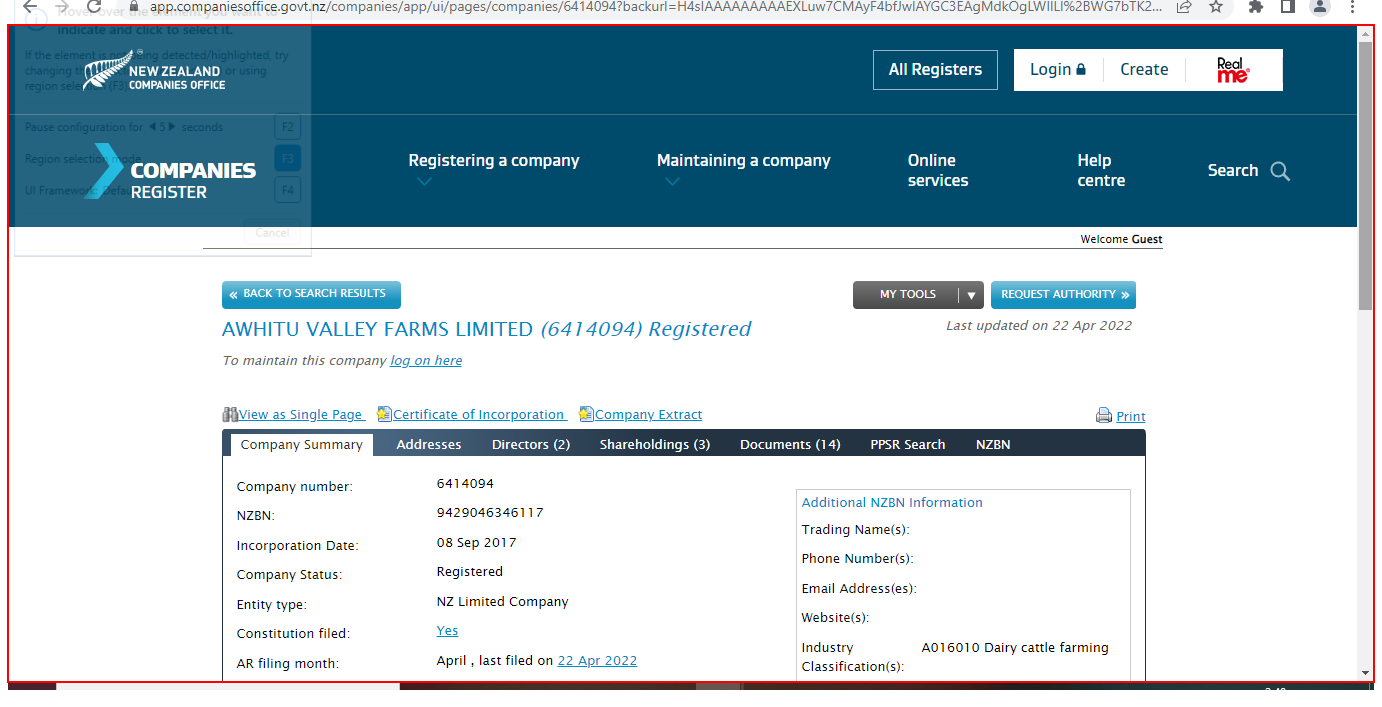 app.companiesoffice.govt.nz/companies/app/ui/pages/companies/6414094?backurl=H4sIAAAAAAAAAEXLuw7CMAyF4bfJwlAYGC3EAgMdkOgLWIlLI%2BWG7bTK2...
Hover over the element you want to
indicate and click to select it.
If the element is not being detected/highlighted, try
changing th or using
region selection (F3)
Pause configuration for 5 seconds F2
Region selection mode F3
UI Framework: Default F4
Cancel
NEW ZEALAND
COMPANIES OFFICE
All Registers
Login
Create
Real
me
COMPANIES
REGISTER
Registering a company
Maintaining a company
Online
services
Help
centre
Search
Welcome Guest
« BACK TO SEARCH RESULTS
MY TOOLS
REQUEST AUTHORITY »
AWHITU VALLEY FARMS LIMITED (6414094) Registered
Last updated on 22 Apr 2022
To maintain this company log on here
View as Single Page Certificate of Incorporation Company Extract
Print
Company Summary Addresses Directors (2) Shareholdings (3) Documents (14) PPSR Search NZBN
Company number: 6414094
NZBN: 9429046346117
Incorporation Date: 08 Sep 2017
Company Status: Registered
Entity type: NZ Limited Company
Constitution filed: Yes
AR filing month: April , last filed on 22 Apr 2022
Additional NZBN Information
Trading Name(s):
Phone Number(s):
Email Address(es):
Website(s):
Industry A016010 Dairy cattle farming
Classification(s):